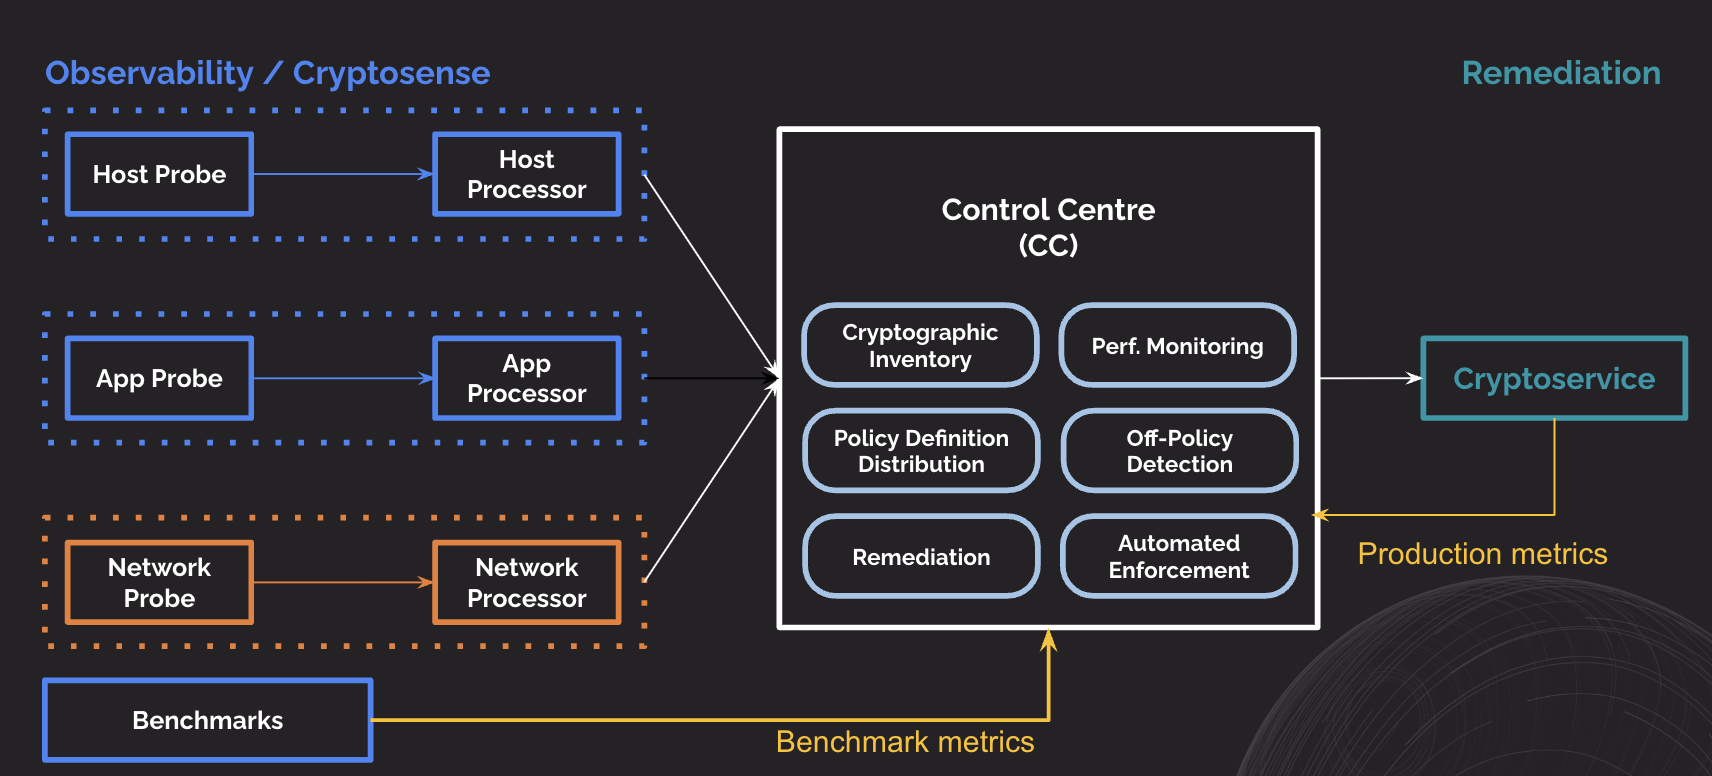 Observability / Cryptosense
Remediation
Host Probe
Host
Processor
Control Centre
(CC)
Cryptographic
Inventory
Perf. Monitoring
App Probe
App
Processor
Cryptoservice
Policy Definition
Distribution
Off-Policy
Detection
Remediation
Automated
Enforcement
Production metrics
Network
Probe
Network
Processor
Benchmarks
Benchmark metrics